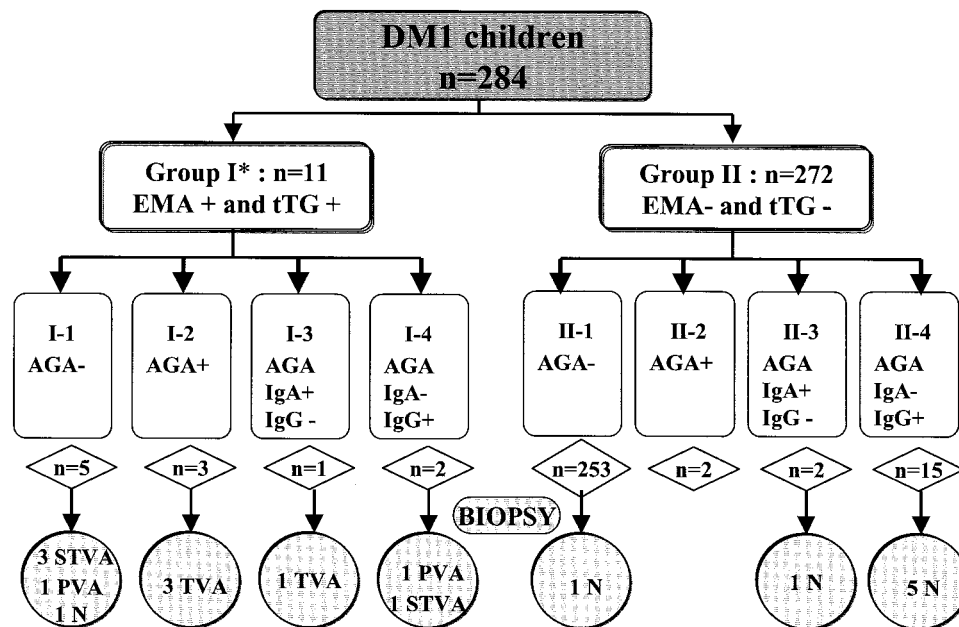 DM1 children
n=284
Group I* : n=11
EMA + and tTG +
Group II : n=272
EMA- and tTG -
I-1
AGA-
I-2
AGA+
I-3
AGA
IgA+
IgG -
I-4
AGA
IgA-
IgG+
II-1
AGA-
II-2
AGA+
II-3
AGA
IgA+
IgG -
II-4
AGA
IgA-
IgG+
n=5
n=3
n=1
n=2
n=253
n=2
n=2
n=15
BIOPSY
3 STVA
1 PVA
1 N
3 TVA
1 TVA
1 PVA
1 STVA
1 N
1 N
5 N